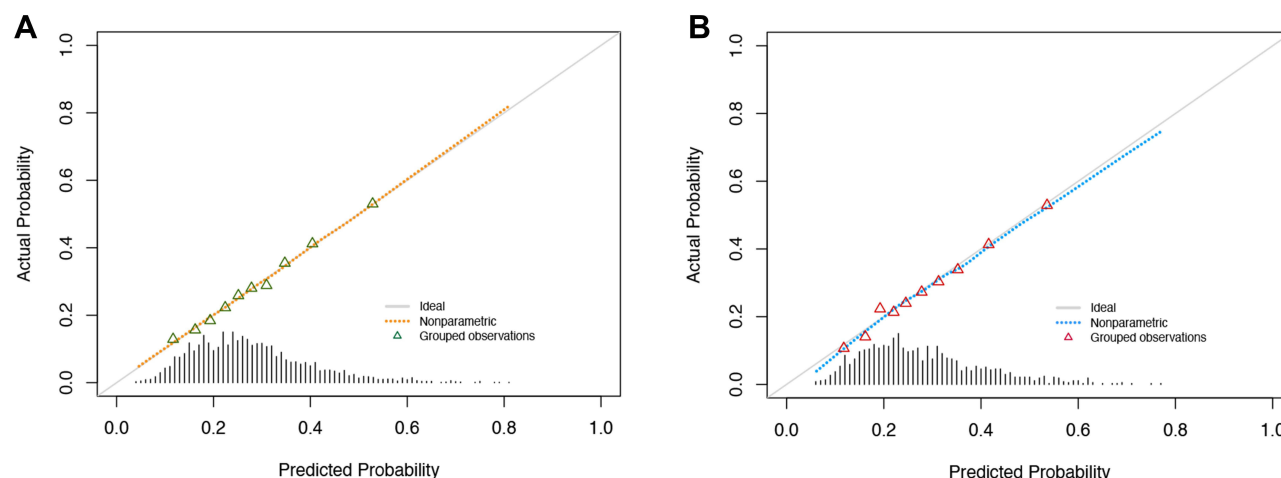 A
Actual Probability
1.0
0.8
0.6
0.4
0.2
0.0
Ideal
Nonparametric
Grouped observations
0.0 0.2 0.4 0.6 0.8 1.0
Predicted Probability
B
Actual Probability
1.0
0.8
0.6
0.4
0.2
0.0
Ideal
Nonparametric
Grouped observations
0.0 0.2 0.4 0.6 0.8 1.0
Predicted Probability